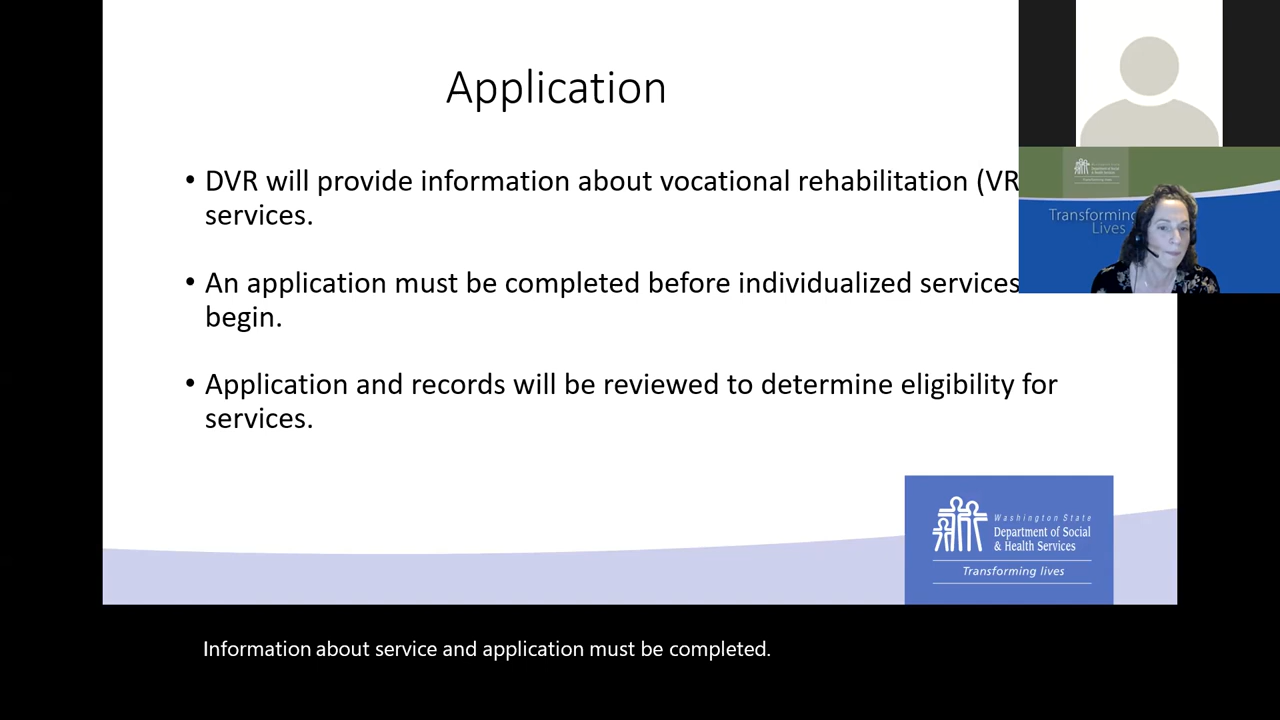 Application
• DVR will provide information about vocational rehabilitation (VR
services.
• An application must be completed before individualized services
begin.
• Application and records will be reviewed to determine eligibility for
services.
Transforming
Lives
Washington State
Department of Social
& Health Services
Transforming lives
Information about service and application must be completed.